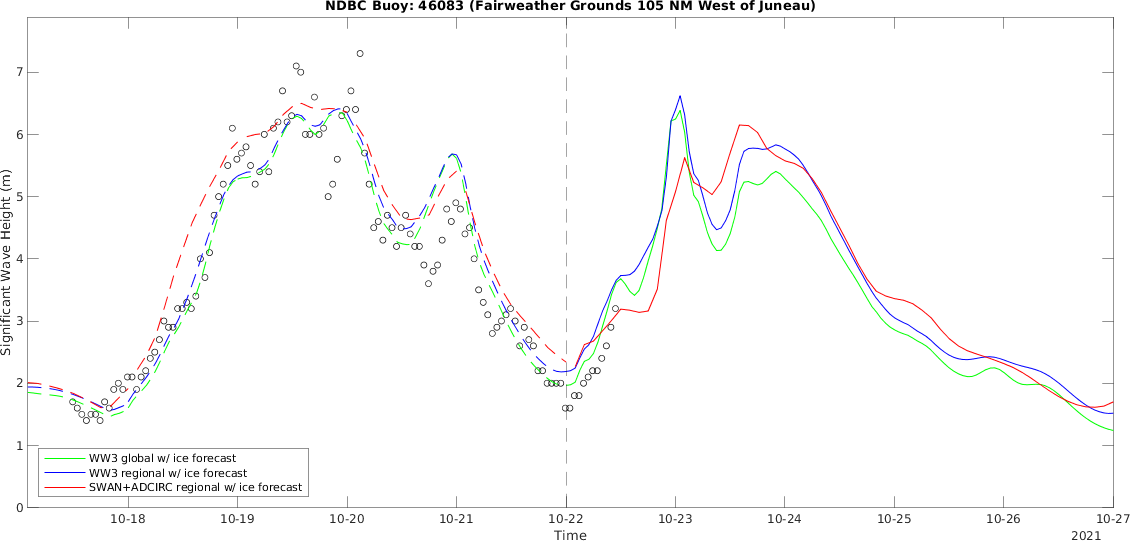 NDBC Buoy: 46083 (Fairweather Grounds 105 NM West of Juneau)
Significant Wave Height (m)
7
6
5
4
3
2
1
0
WW3 global w/ ice forecast
WW3 regional w/ ice forecast
SWAN+ADCIRC regional w/ ice forecast
10-18 10-19 10-20 10-21 10-22 10-23 10-24 10-25 10-26 10-27
Time
2021